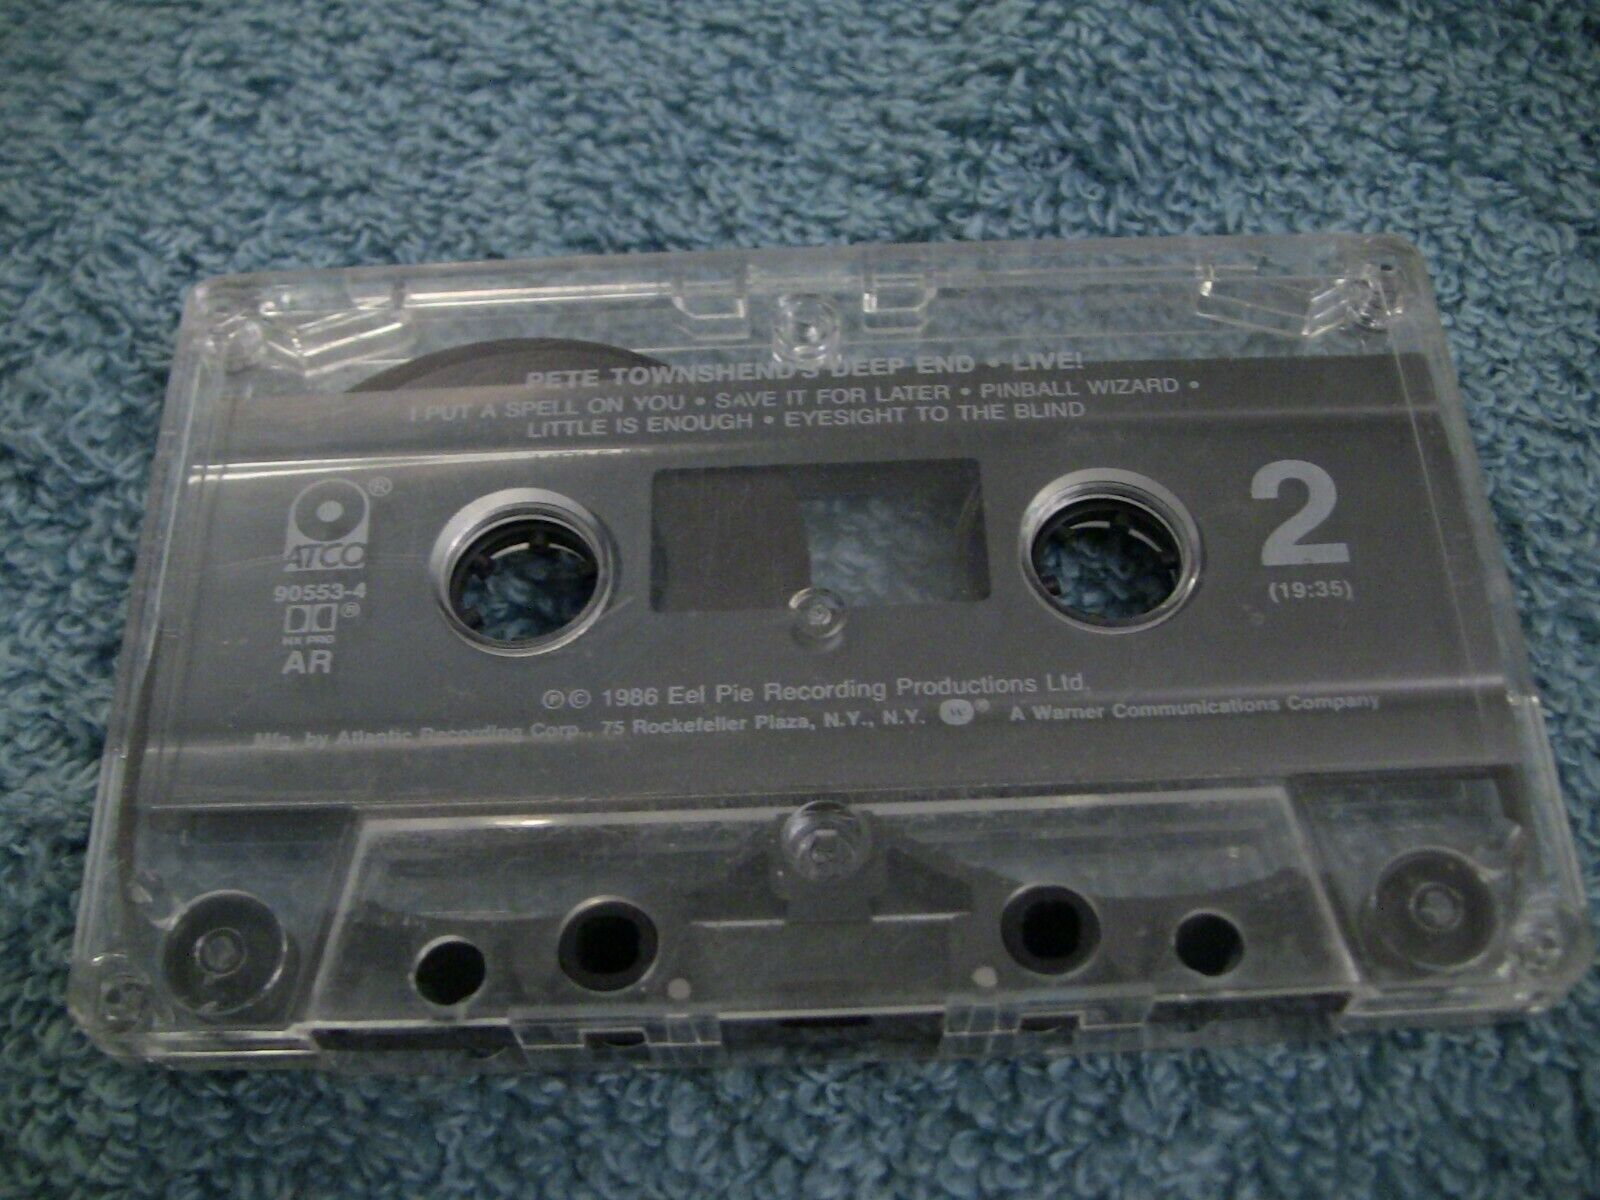 PETE TOWNSHEND'S DEEP END • LIVE!
I PUT A SPELL ON YOU • SAVE IT FOR LATER • PINBALL WIZARD •
LITTLE IS ENOUGH • EYESIGHT TO THE BLIND
ATCO ®
90553-4
®
HX PRO
AR
2
(19:35)
℗© 1986 Eel Pie Recording Productions Ltd.
Mfg. by Atlantic Recording Corp., 75 Rockefeller Plaza, N.Y., N.Y. W ® A Warner Communications Company